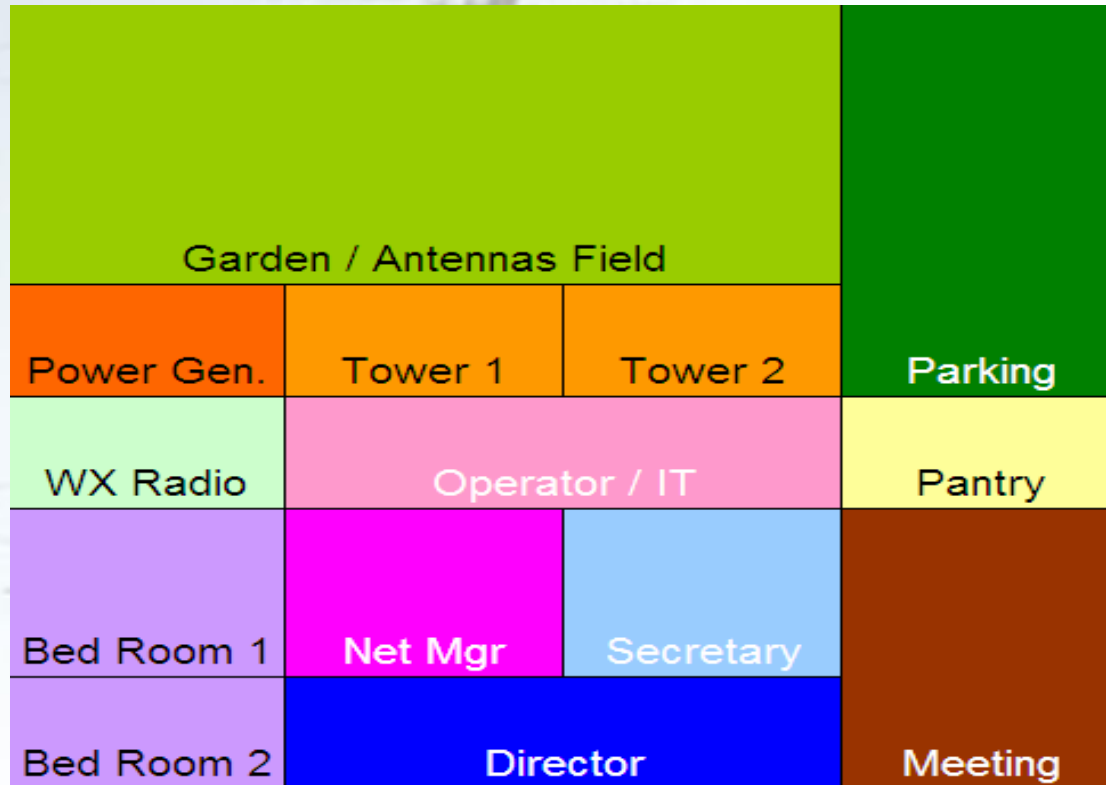 Garden / Antennas Field
Power Gen.
Tower 1
Tower 2
Parking
WX Radio
Operator / IT
Pantry
Bed Room 1
Net Mgr
Secretary
Bed Room 2
Director
Meeting